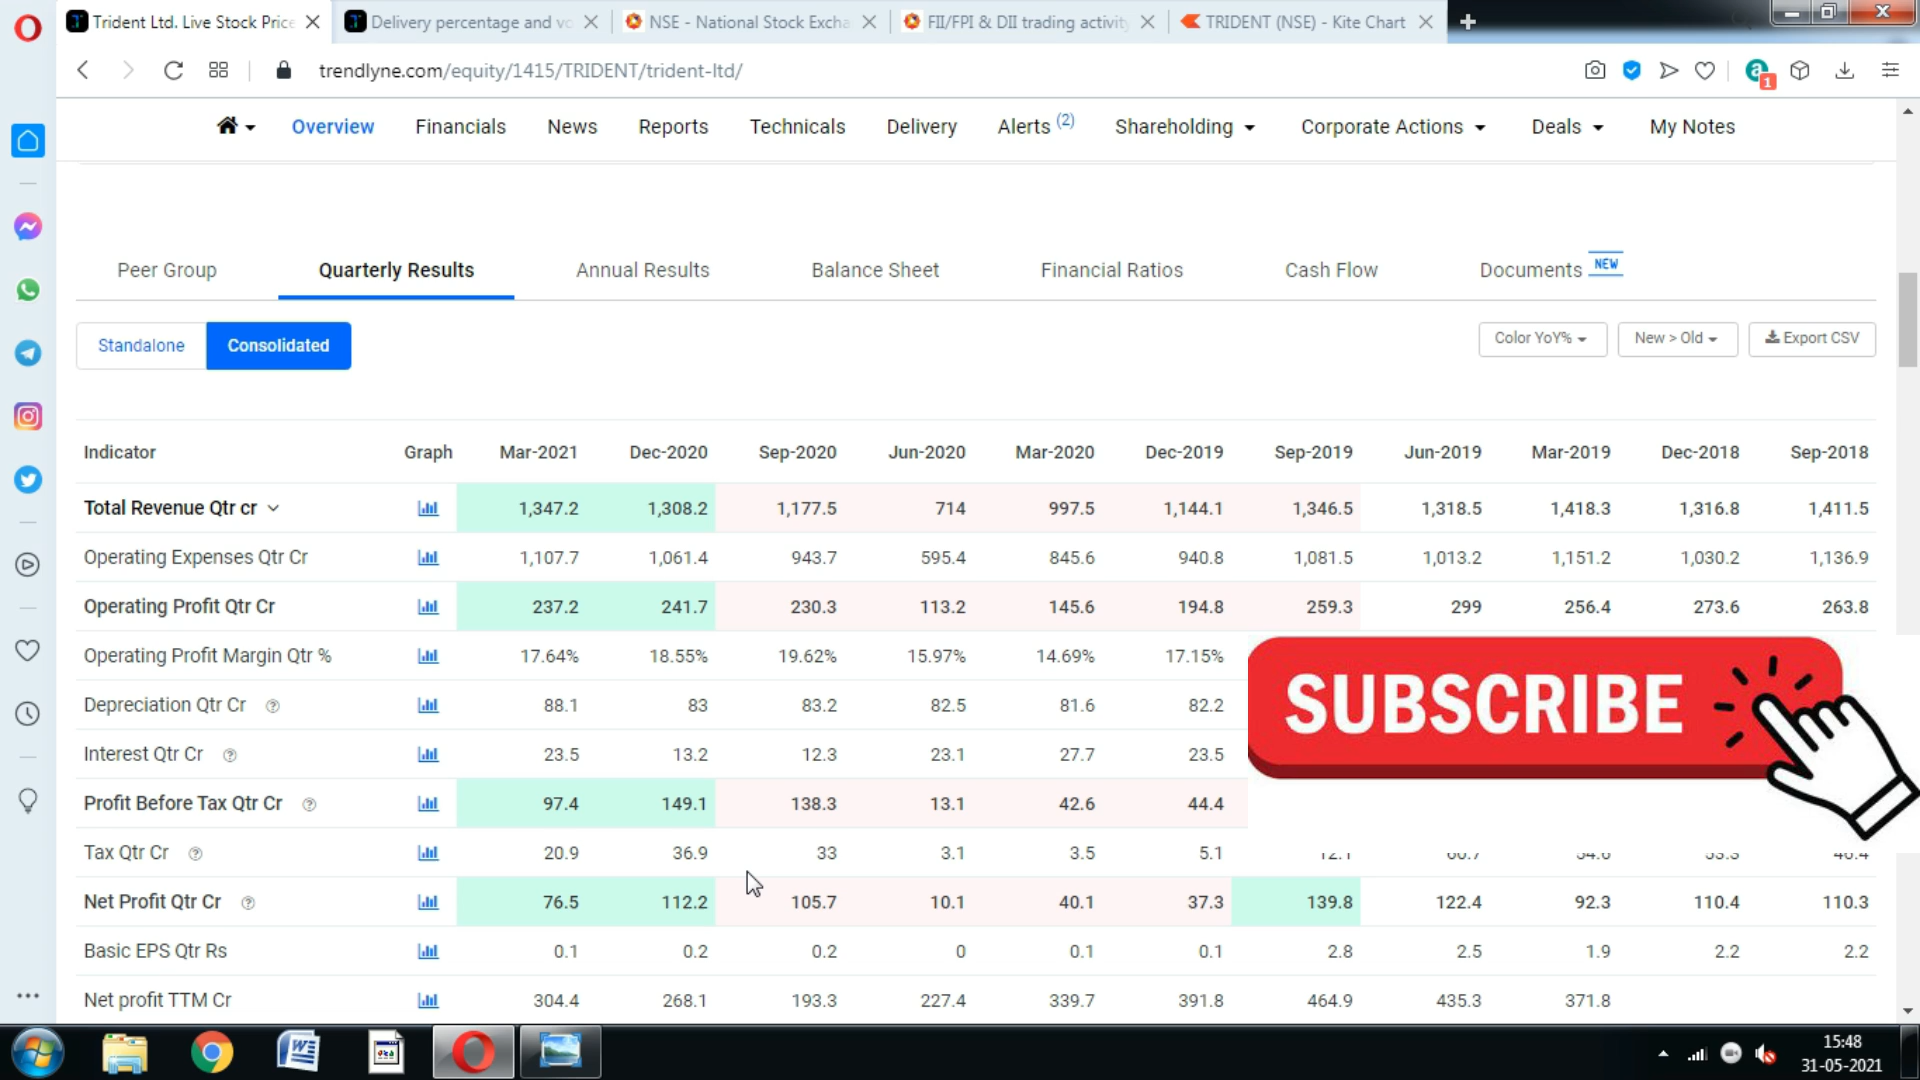 Trident Ltd. Live Stock Price
Delivery percentage and vo
NSE - National Stock Excha
FII/FPI & DII trading activity
TRIDENT (NSE) - Kite Chart
trendlyne.com/equity/1415/TRIDENT/trident-ltd/
a 1
Overview Financials News Reports Technicals Delivery Alerts (2) Shareholding Corporate Actions Deals My Notes
Peer Group Quarterly Results Annual Results Balance Sheet Financial Ratios Cash Flow Documents NEW
Standalone Consolidated Color YoY% New > Old Export CSV
Indicator Graph Mar-2021 Dec-2020 Sep-2020 Jun-2020 Mar-2020 Dec-2019 Sep-2019 Jun-2019 Mar-2019 Dec-2018 Sep-2018
Total Revenue Qtr cr 1,347.2 1,308.2 1,177.5 714 997.5 1,144.1 1,346.5 1,318.5 1,418.3 1,316.8 1,411.5
Operating Expenses Qtr Cr 1,107.7 1,061.4 943.7 595.4 845.6 940.8 1,081.5 1,013.2 1,151.2 1,030.2 1,136.9
Operating Profit Qtr Cr 237.2 241.7 230.3 113.2 145.6 194.8 259.3 299 256.4 273.6 263.8
Operating Profit Margin Qtr % 17.64% 18.55% 19.62% 15.97% 14.69% 17.15%
Depreciation Qtr Cr 88.1 83 83.2 82.5 81.6 82.2
SUBSCRIBE
Interest Qtr Cr 23.5 13.2 12.3 23.1 27.7 23.5
Profit Before Tax Qtr Cr 97.4 149.1 138.3 13.1 42.6 44.4
Tax Qtr Cr 20.9 36.9 33 3.1 3.5 5.1
Net Profit Qtr Cr 76.5 112.2 105.7 10.1 40.1 37.3 139.8 122.4 92.3 110.4 110.3
Basic EPS Qtr Rs 0.1 0.2 0.2 0 0.1 0.1 2.8 2.5 1.9 2.2 2.2
Net profit TTM Cr 304.4 268.1 193.3 227.4 339.7 391.8 464.9 435.3 371.8
15:48
31-05-2021